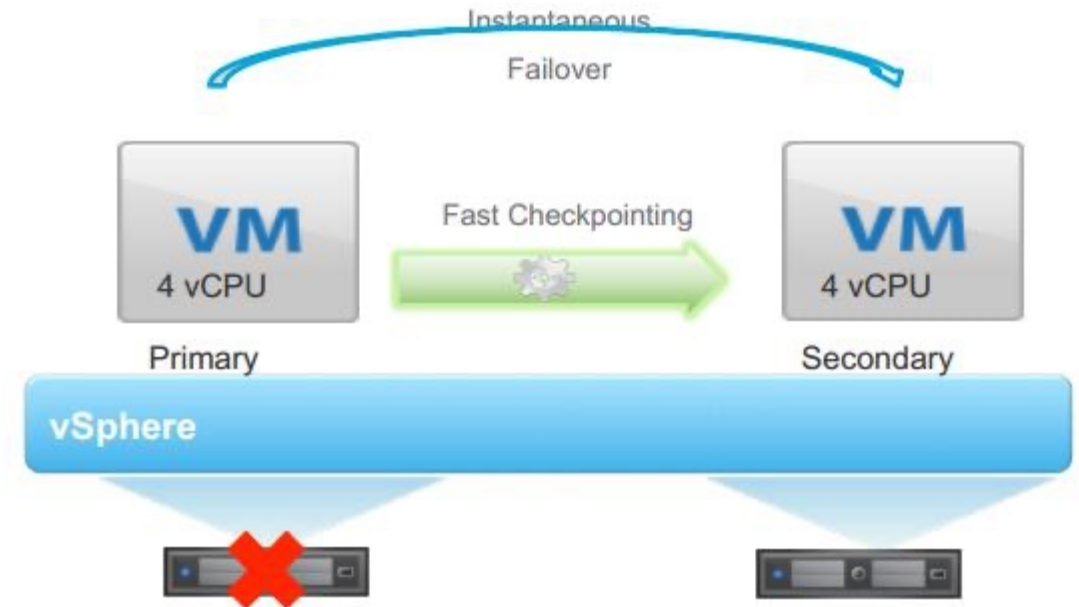 Instantaneous
Failover
VM
4 vCPU
Fast Checkpointing
VM
4 vCPU
Primary
Secondary
vSphere